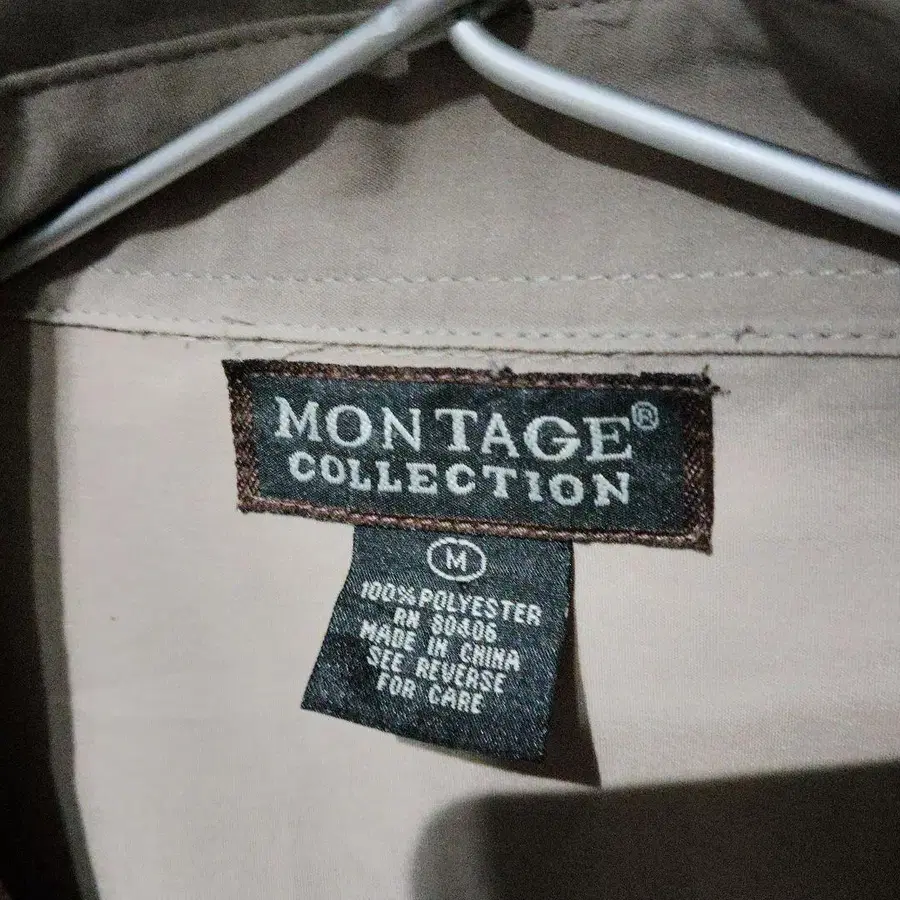 MONTAGE®
COLLECTION
M
100% POLYESTER
RN 80406
MADE IN CHINA
SEE REVERSE
FOR CARE